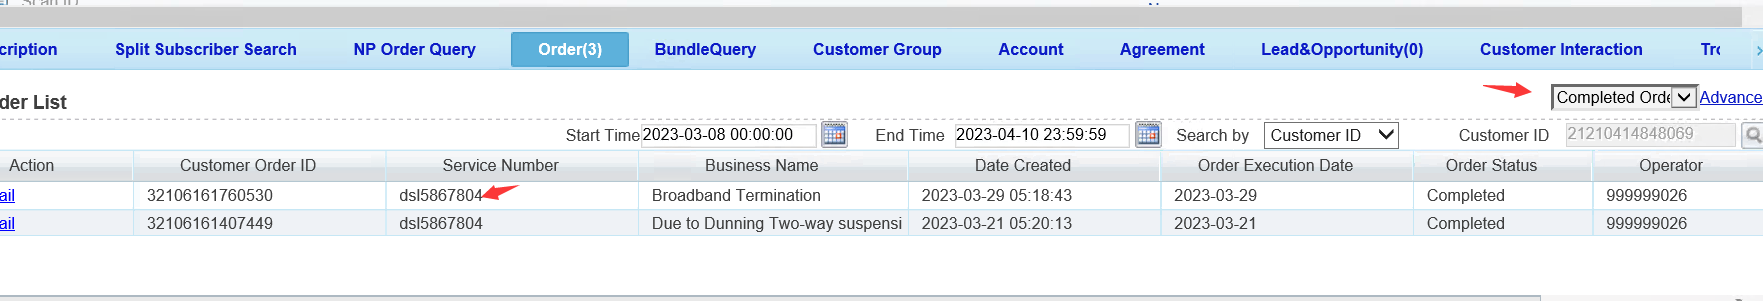 cription Split Subscriber Search NP Order Query Order(3) BundleQuery Customer Group Account Agreement Lead&Opportunity(0) Customer Interaction Trc
der List
Completed Orde Advance
Start Time 2023-03-08 00:00:00 End Time 2023-04-10 23:59:59 Search by Customer ID Customer ID 21210414848069
Action Customer Order ID Service Number Business Name Date Created Order Execution Date Order Status Operator
ail 32106161760530 dsl5867804 Broadband Termination 2023-03-29 05:18:43 2023-03-29 Completed 999999026
ail 32106161407449 dsl5867804 Due to Dunning Two-way suspensi 2023-03-21 05:20:13 2023-03-21 Completed 999999026